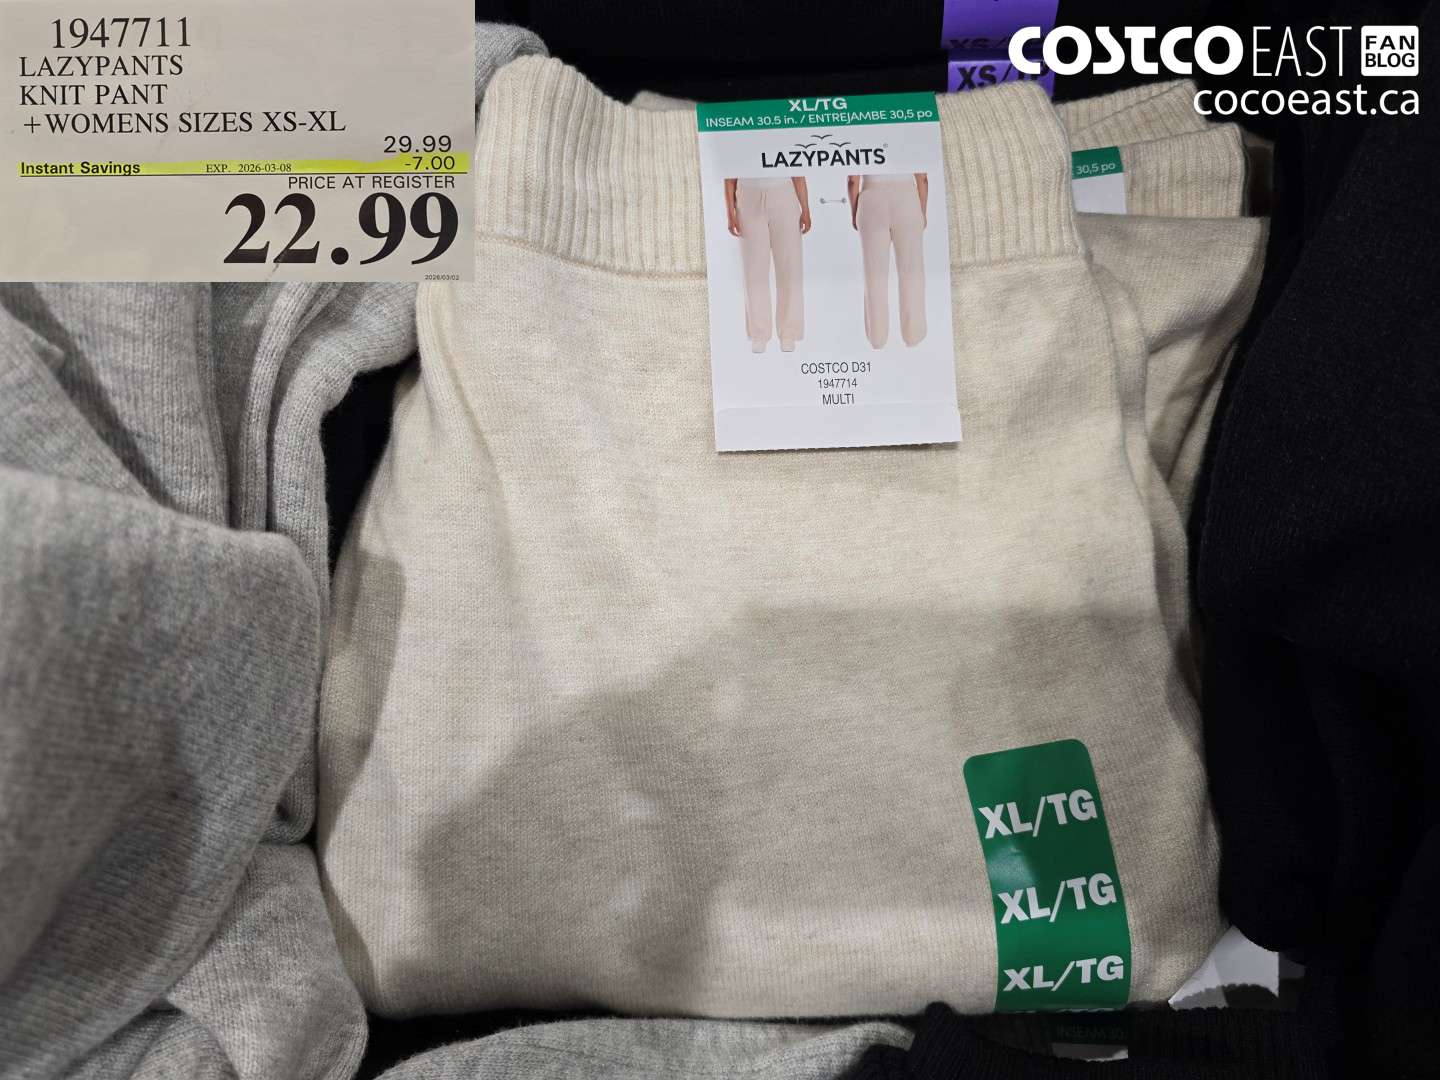 1947711
LAZYPANTS
KNIT PANT
+WOMENS SIZES XS-XL
29.99
Instant Savings EXP. 2026-03-08 -7.00
PRICE AT REGISTER
22.99
2026/03/02
COSTCO EAST FAN BLOG
cocoeast.ca
XS/
XS/TP
XL/TG
INSEAM 30.5 in. / ENTREJAMBE 30,5 po
LAZYPANTS®
COSTCO D31
1947714
MULTI
30,5 po
XL/TG
XL/TG
XL/TG
INSEAM 30